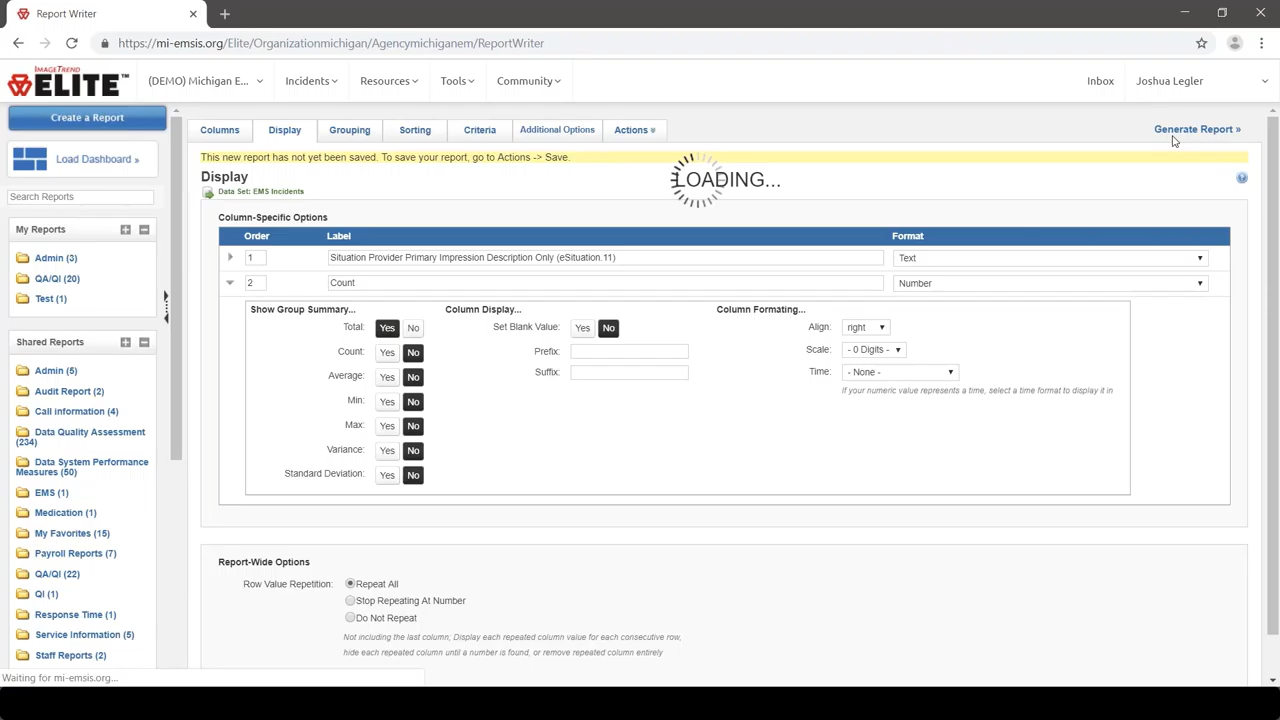 Report Writer
https://mi-emsis.org/Elite/Organizationmichigan/Agencymichiganem/ReportWriter
IMAGETREND
ELITE™
(DEMO) Michigan E...
Incidents
Resources
Tools
Community
Inbox
Joshua Legler
Create a Report
Load Dashboard »
Search Reports
My Reports
Admin (3)
QA/QI (20)
Test (1)
Shared Reports
Admin (5)
Audit Report (2)
Call information (4)
Data Quality Assessment
(234)
Data System Performance
Measures (50)
EMS (1)
Medication (1)
My Favorites (15)
Payroll Reports (7)
QA/QI (22)
QI (1)
Response Time (1)
Service Information (5)
Staff Reports (2)
Waiting for mi-emsis.org...
Columns
Display
Grouping
Sorting
Criteria
Additional Options
Actions
Generate Report »
This new report has not yet been saved. To save your report, go to Actions -> Save.
Display
LOADING...
Data Set: EMS Incidents
Column-Specific Options
Order Label Format
1 Situation Provider Primary Impression Description Only (eSituation.11) Text
2 Count Number
Show Group Summary...
Total: Yes No
Count: Yes No
Average: Yes No
Min: Yes No
Max: Yes No
Variance: Yes No
Standard Deviation: Yes No
Column Display...
Set Blank Value: Yes No
Prefix:
Suffix:
Column Formating...
Align: right
Scale: - 0 Digits -
Time: - None -
If your numeric value represents a time, select a time format to display it in
Report-Wide Options
Row Value Repetition: Repeat All
Stop Repeating At Number
Do Not Repeat
Not including the last column; Display each repeated column value for each consecutive row,
hide each repeated column until a number is found, or remove repeated column entirely